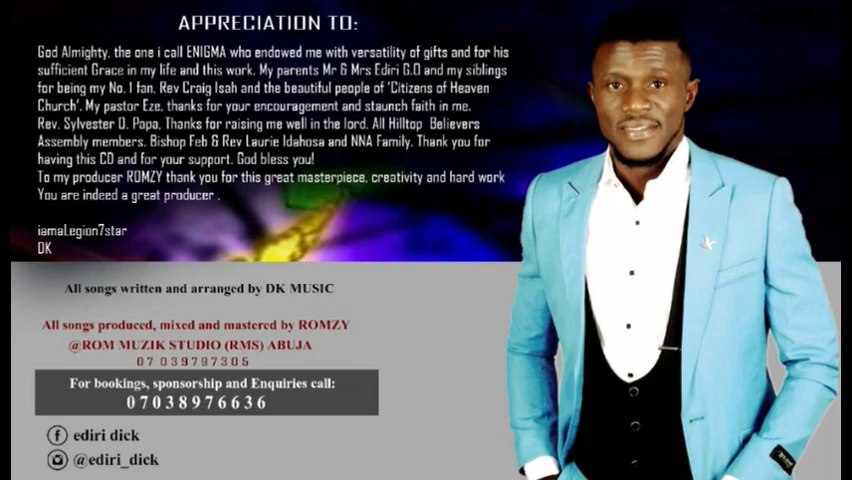 APPRECIATION TO:
God Almighty, the one i call ENIGMA who endowed me with versatility of gifts and for his
sufficient Grace in my life and this work. My parents Mr & Mrs Ediri G.O and my siblings
for being my No. 1 fan. Rev Craig Isah and the beautiful people of 'Citizens of Heaven
Church'. My pastor Eze, thanks for your encouragement and staunch faith in me.
Rev. Sylvester O. Papa, Thanks for raising me well in the lord. All Hilltop Believers
Assembly members. Bishop Feb & Rev Laurie Idahosa and NNA Family. Thank you for
having this CD and for your support. God bless you!
To my producer ROMZY thank you for this great masterpiece, creativity and hard work
You are indeed a great producer .
iamaLegion7star
DK
All songs written and arranged by DK MUSIC
All songs produced, mixed and mastered by ROMZY
@ROM MUZIK STUDIO (RMS) ABUJA
07039797305
For bookings, sponsorship and Enquiries call:
07038976636
ediri dick
@ediri_dick